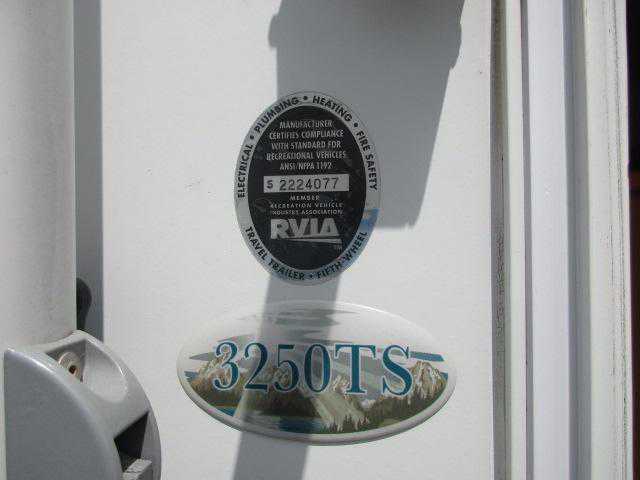 ELECTRICAL • PLUMBING • HEATING • FIRE SAFETY
MANUFACTURER
CERTIFIES COMPLIANCE
WITH STANDARD FOR
RECREATIONAL VEHICLES
ANSI/NFPA 1192
S 2224077
MEMBER
RECREATION VEHICLE
INDUSTRY ASSOCIATION
RVIA
TRAVEL TRAILER • FIFTH WHEEL
3250TS